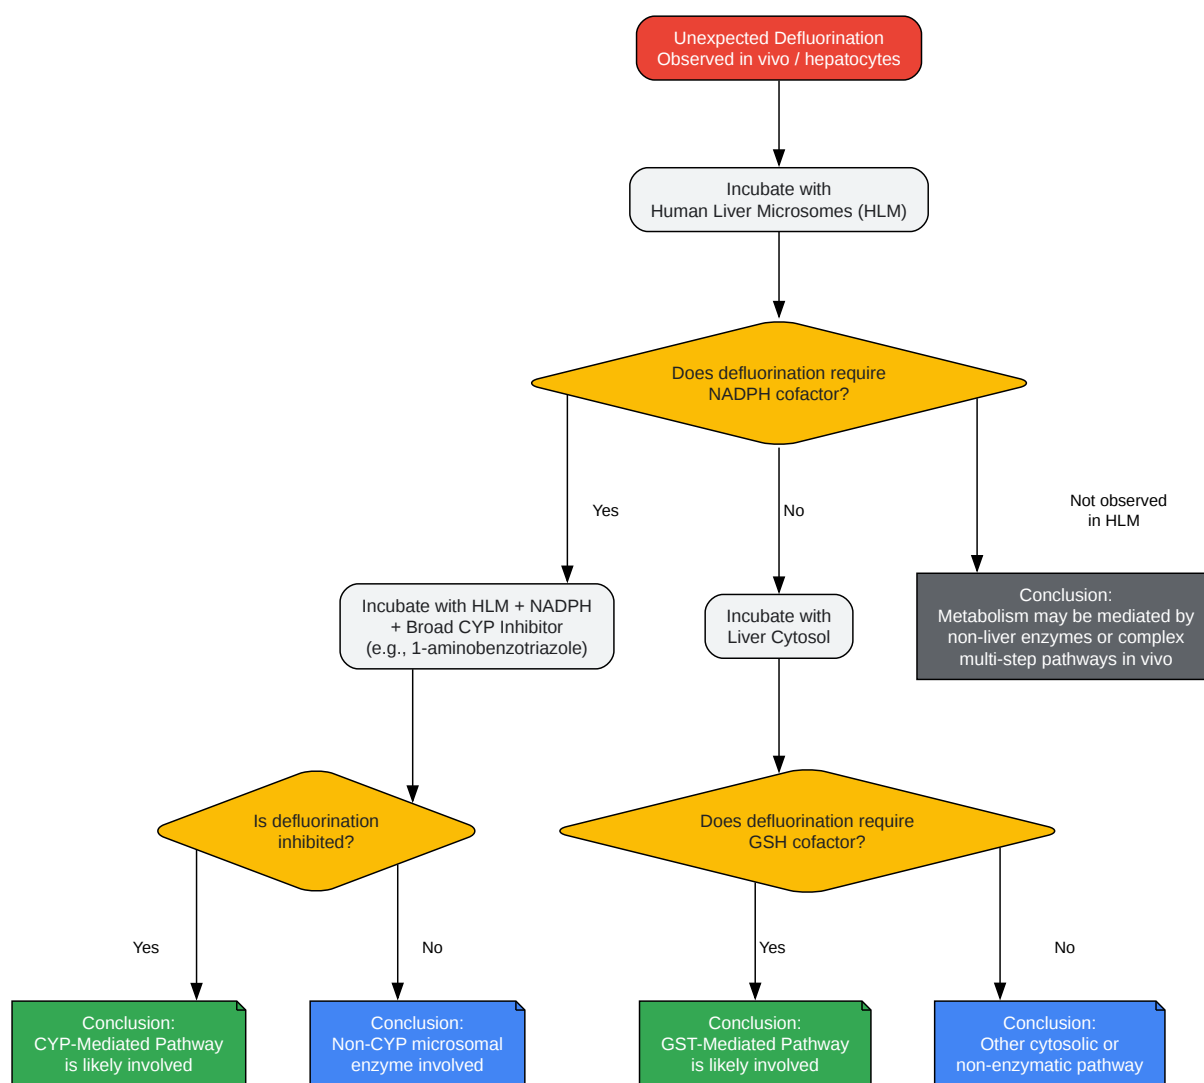 Unexpected Defluorination
Observed in vivo / hepatocytes
Incubate with
Human Liver Microsomes (HLM)
Does defluorination require
NADPH cofactor?
Yes
No
Not observed
in HLM
Incubate with HLM + NADPH
+ Broad CYP Inhibitor
(e.g., 1-aminobenzotriazole)
Incubate with
Liver Cytosol
Conclusion:
Metabolism may be mediated by
non-liver enzymes or complex
multi-step pathways in vivo
Is defluorination
inhibited?
Does defluorination require
GSH cofactor?
Yes
No
Yes
No
Conclusion:
CYP-Mediated Pathway
is likely involved
Conclusion:
Non-CYP microsomal
enzyme involved
Conclusion:
GST-Mediated Pathway
is likely involved
Conclusion:
Other cytosolic or
non-enzymatic pathway